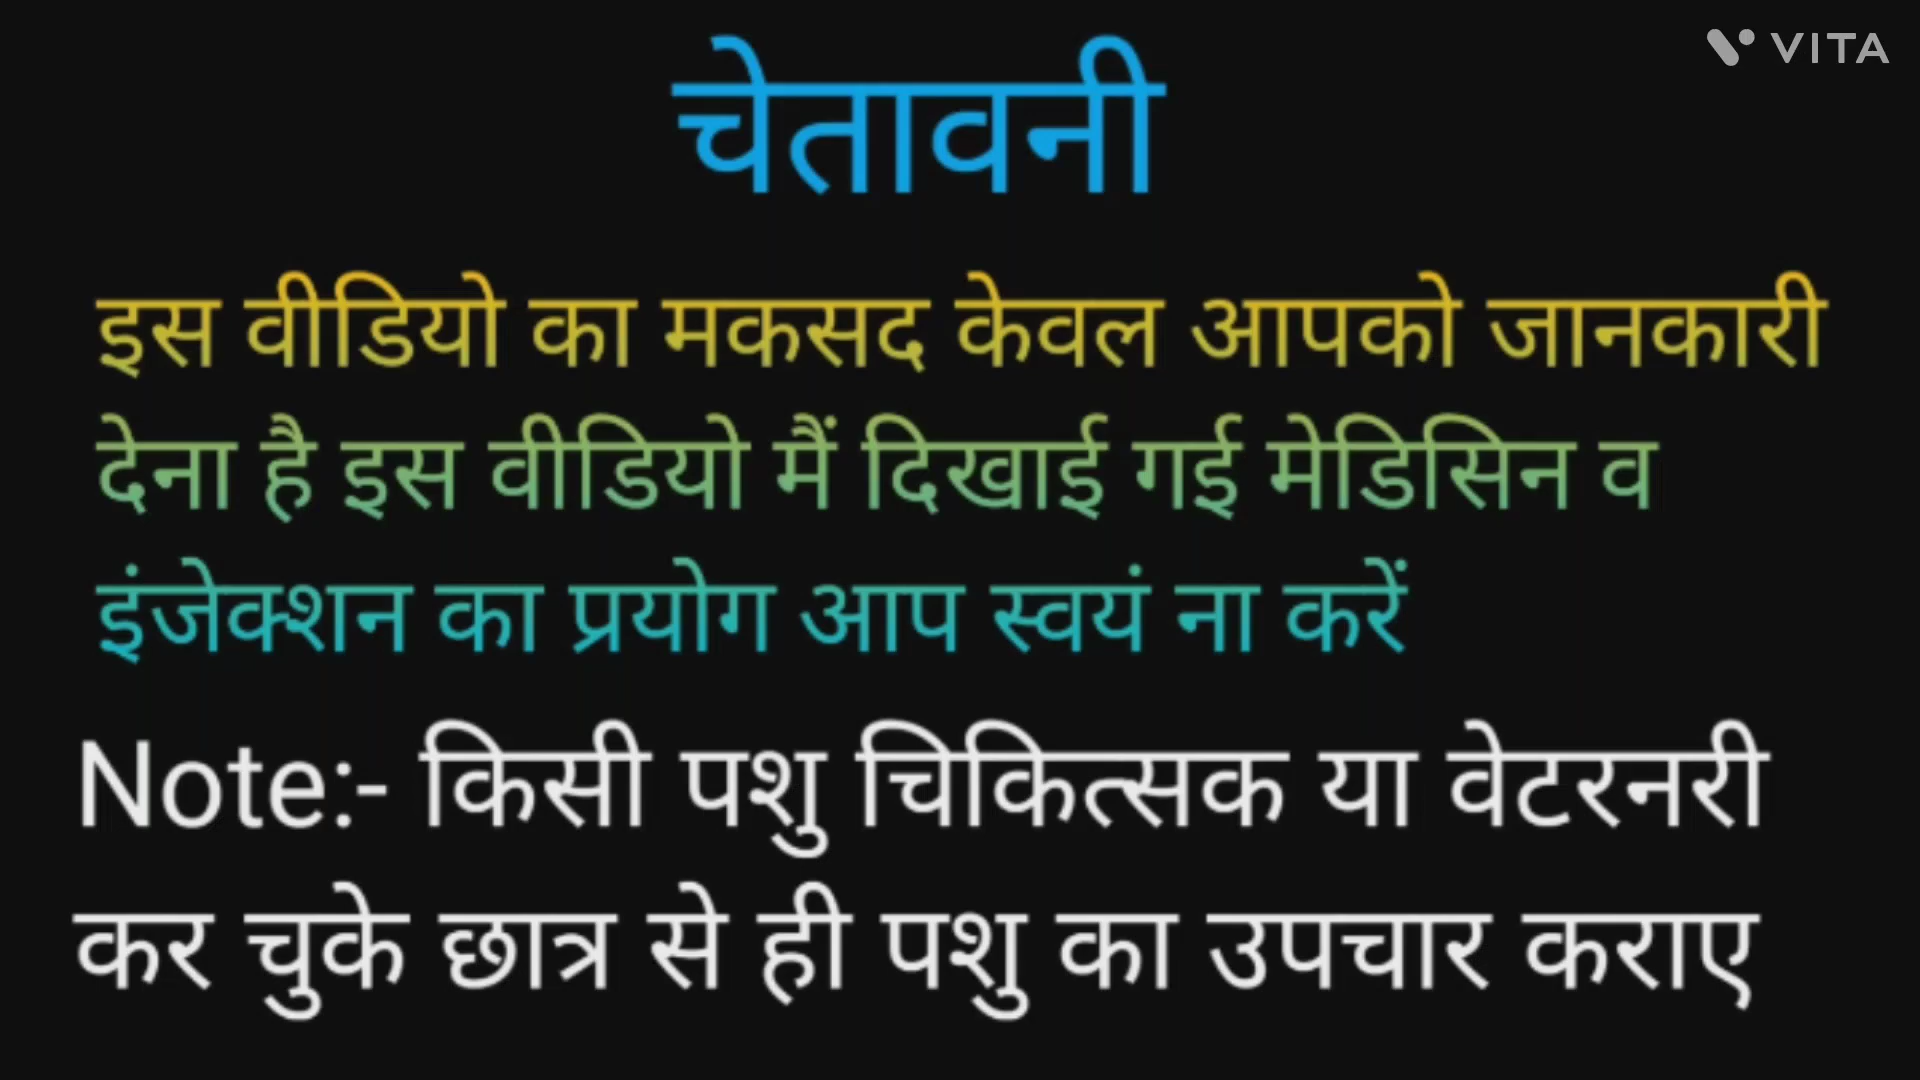 VITA
चेतावनी
इस वीडियो का मकसद केवल आपको जानकारी
देना है इस वीडियो मैं दिखाई गई मेडिसिन व
इंजेक्शन का प्रयोग आप स्वयं ना करें
Note:- किसी पशु चिकित्सक या वेटरनरी
कर चुके छात्र से ही पशु का उपचार कराए